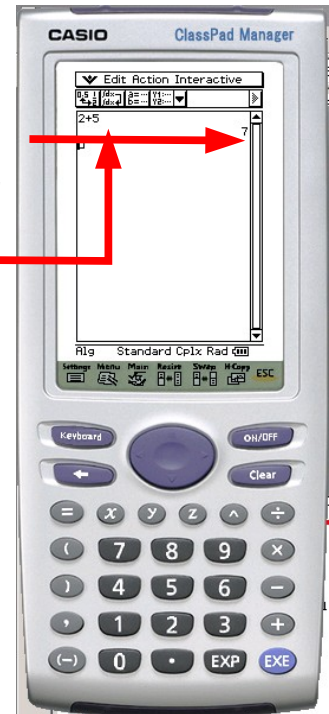 CASIO ClassPad Manager
Edit Action Interactive
2+5
7
Alg Standard Cplx Rad
Settings Menu Main Resize Swap H-Copy ESC
Keyboard ON/OFF
Clear
= x y z ^ ÷
( 7 8 9 ×
) 4 5 6 −
, 1 2 3 +
(−) 0 • EXP EXE